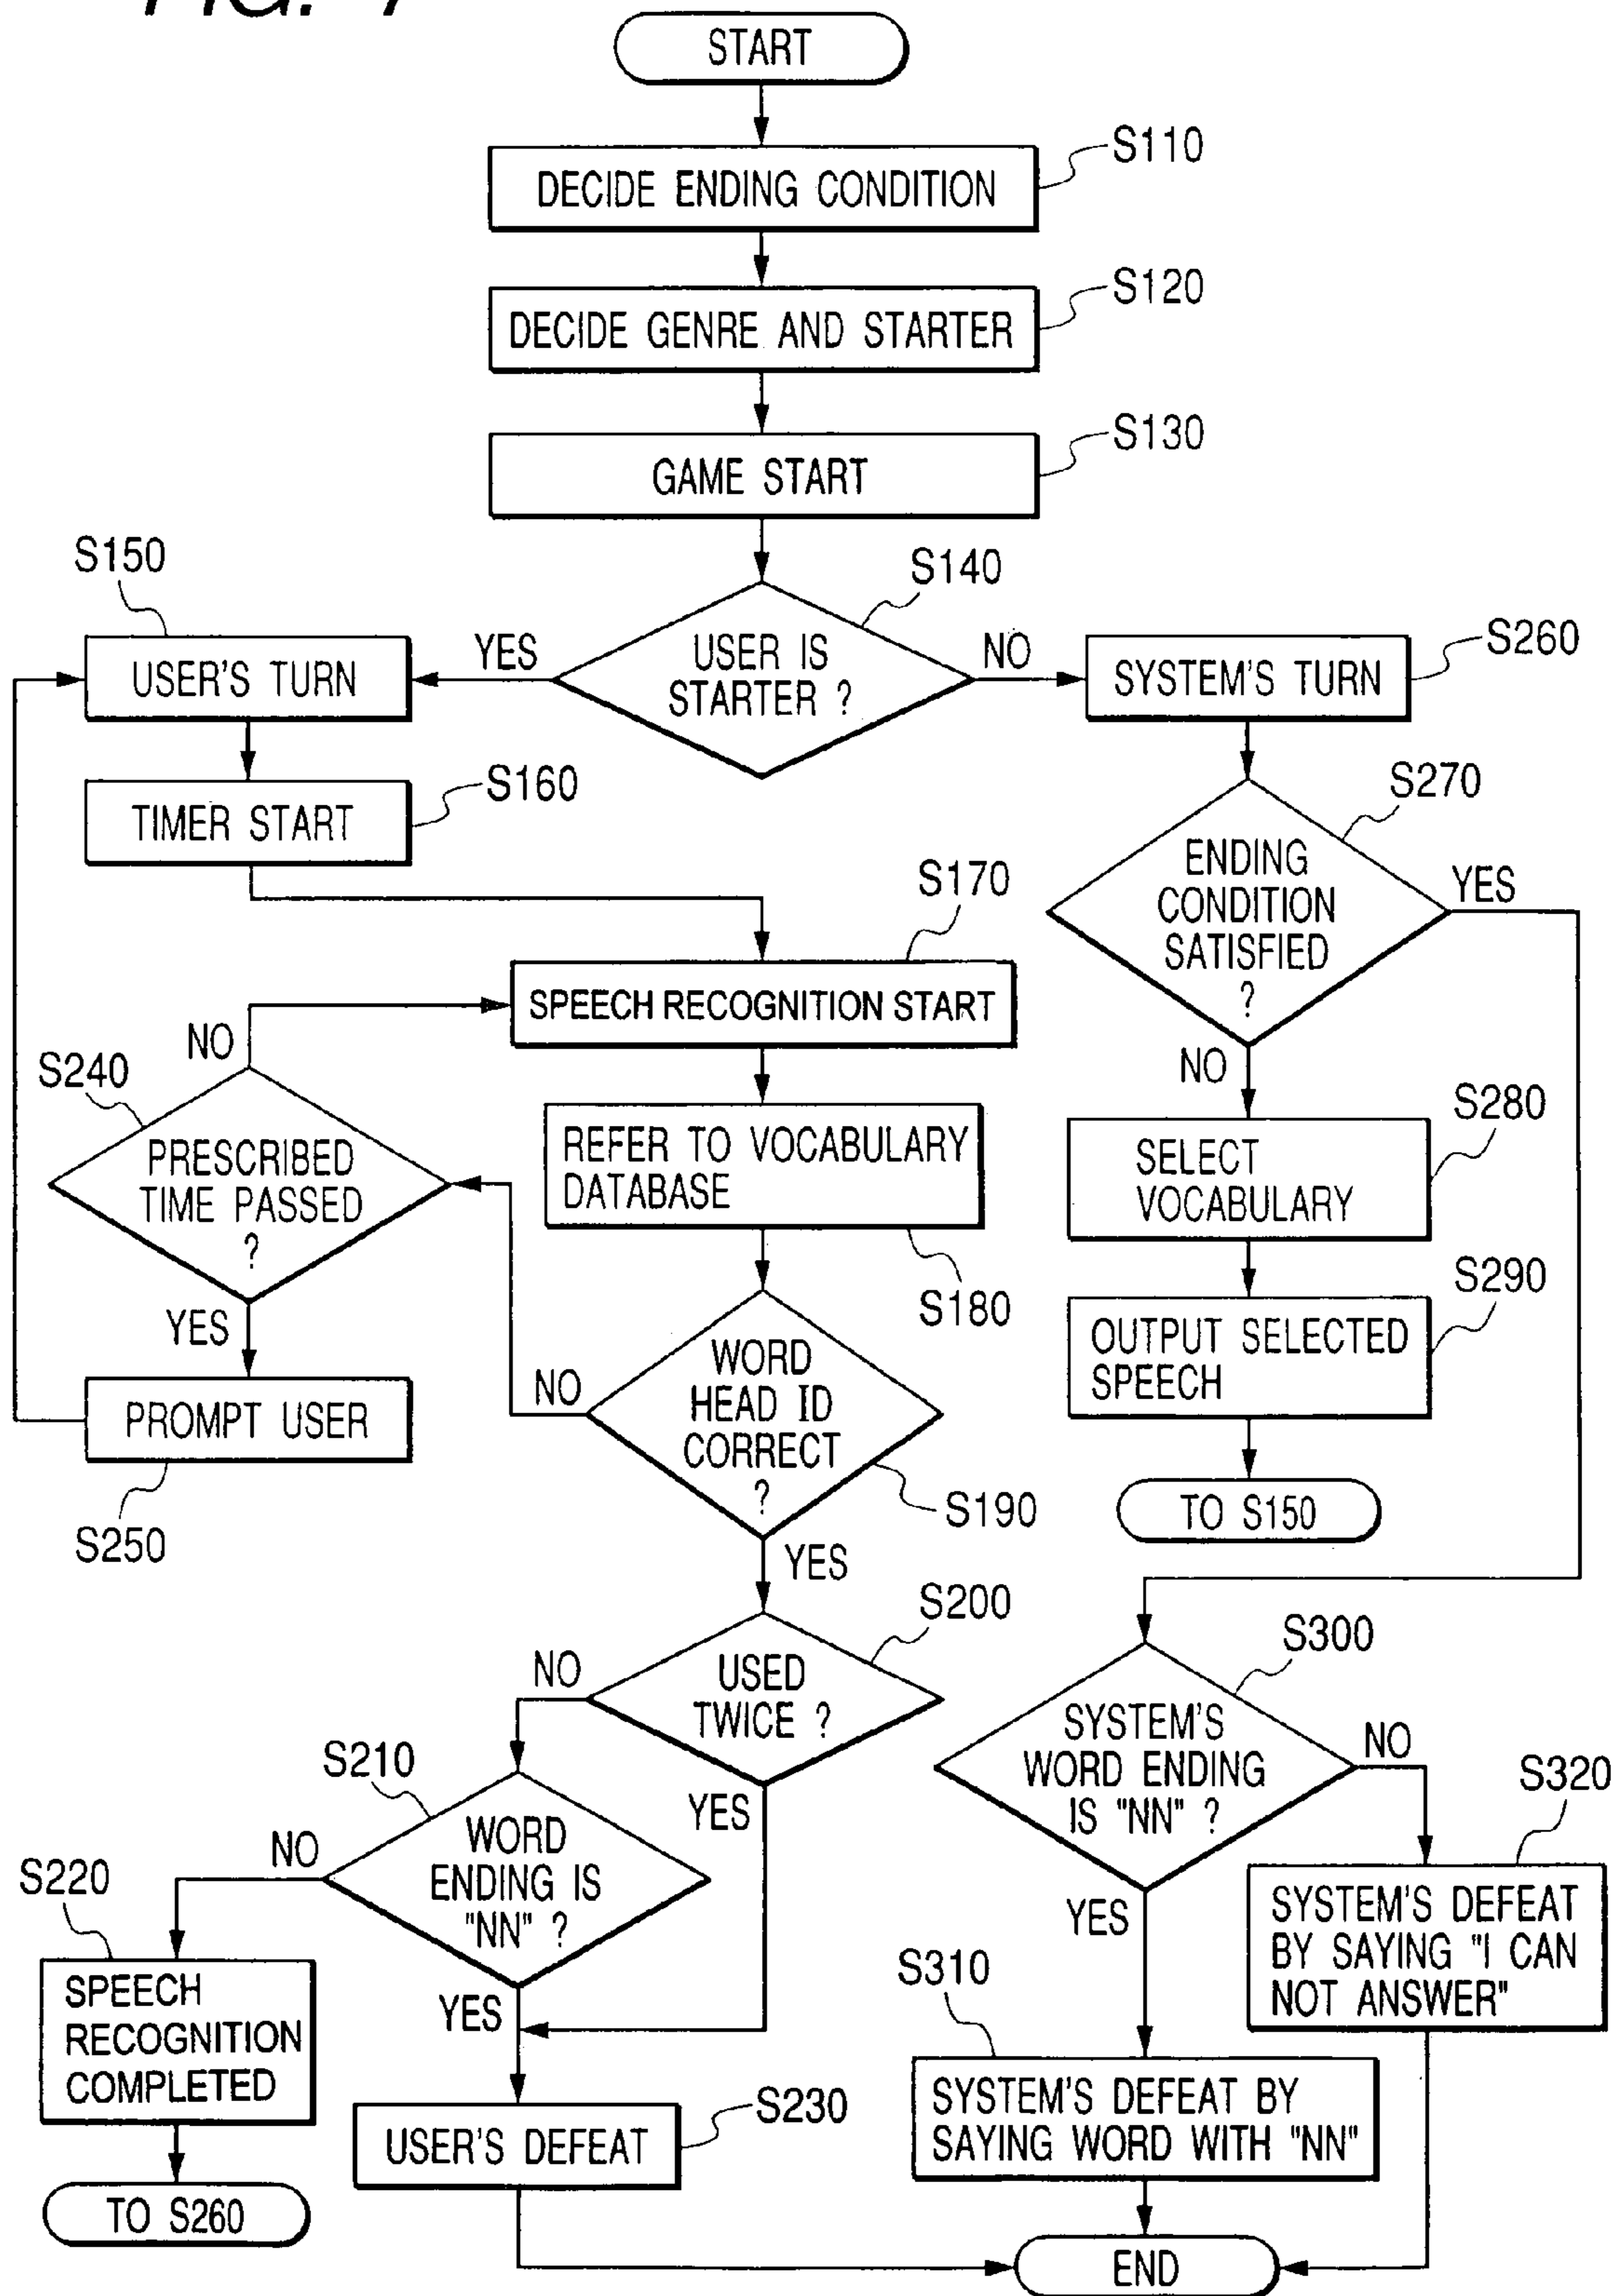 START
S110
DECIDE ENDING CONDITION
S120
DECIDE GENRE AND STARTER
S130
GAME START
S140
USER IS
STARTER ?
YES
NO
S150
USER'S TURN
S160
TIMER START
S170
SPEECH RECOGNITION START
REFER TO VOCABULARY
DATABASE
S180
WORD
HEAD ID
CORRECT
?
S190
NO
YES
S240
PRESCRIBED
TIME PASSED
?
NO
YES
PROMPT USER
S250
S200
USED
TWICE ?
NO
YES
S210
WORD
ENDING IS
"NN" ?
NO
YES
S220
SPEECH
RECOGNITION
COMPLETED
TO S260
S230
USER'S DEFEAT
S260
SYSTEM'S TURN
S270
ENDING
CONDITION
SATISFIED
?
YES
NO
S280
SELECT
VOCABULARY
S290
OUTPUT SELECTED
SPEECH
TO S150
S300
SYSTEM'S
WORD ENDING
IS "NN" ?
NO
YES
S320
SYSTEM'S DEFEAT
BY SAYING "I CAN
NOT ANSWER"
S310
SYSTEM'S DEFEAT BY
SAYING WORD WITH "NN"
END